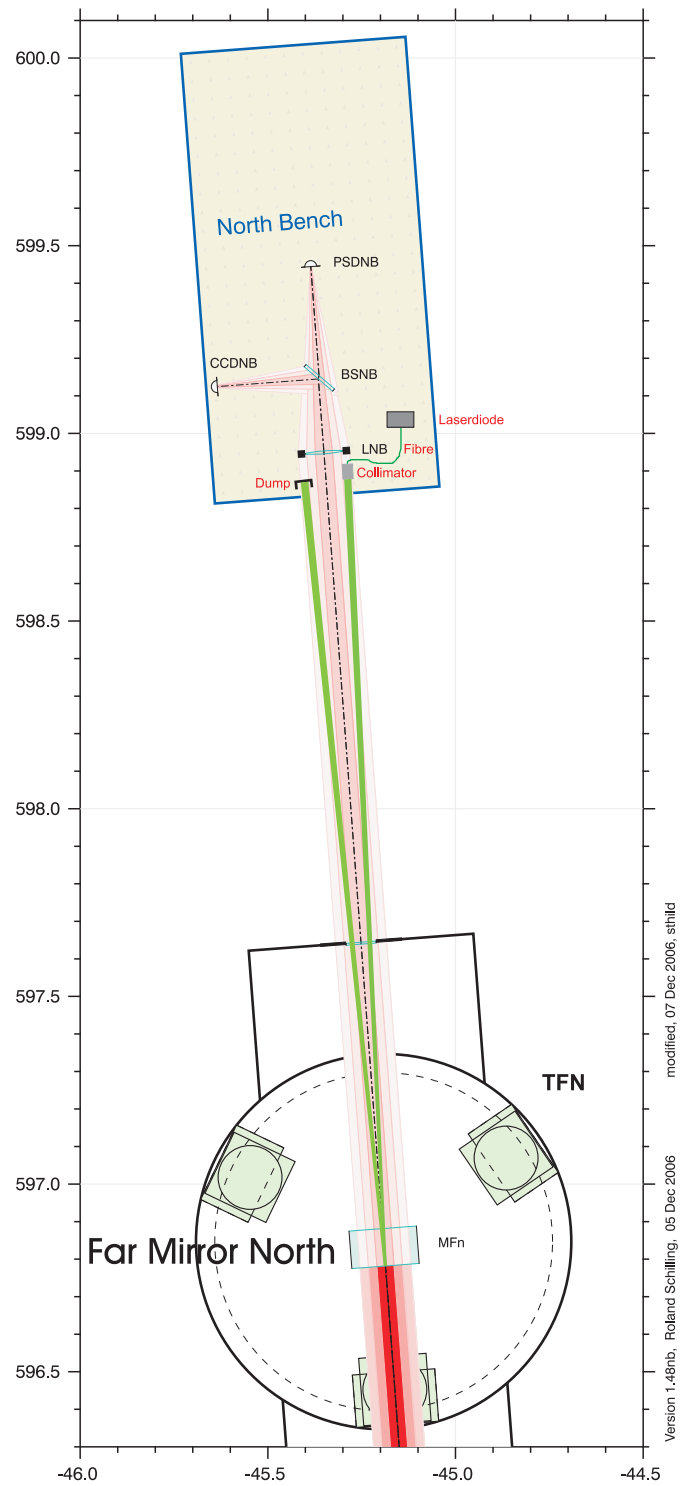 600.0
North Bench
599.5
PSDNB
CCDNB
BSNB
Laserdiode
599.0
LNB
Fibre
Collimator
Dump
598.5
598.0
597.5
TFN
597.0
Far Mirror North
MFn
596.5
-46.0
-45.5
-45.0
-44.5
Version 1.48nb, Roland Schilling, 05 Dec 2006 modified, 07 Dec 2006, sthild